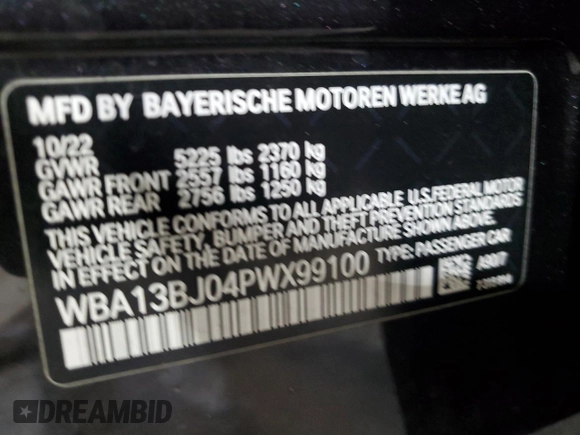 MFD BY BAYERISCHE MOTOREN WERKE AG
10/22
GVWR 5225 lbs 2370 kg
GAWR FRONT 2557 lbs 1160 kg
GAWR REAR 2756 lbs 1250 kg
THIS VEHICLE CONFORMS TO ALL APPLICABLE U.S.FEDERAL MOTOR
VEHICLE SAFETY, BUMPER AND THEFT PREVENTION STANDARDS
IN EFFECT ON THE DATE OF MANUFACTURE SHOWN ABOVE.
WBA13BJ04PWX99100 TYPE: PASSENGER CAR
DREAMBID